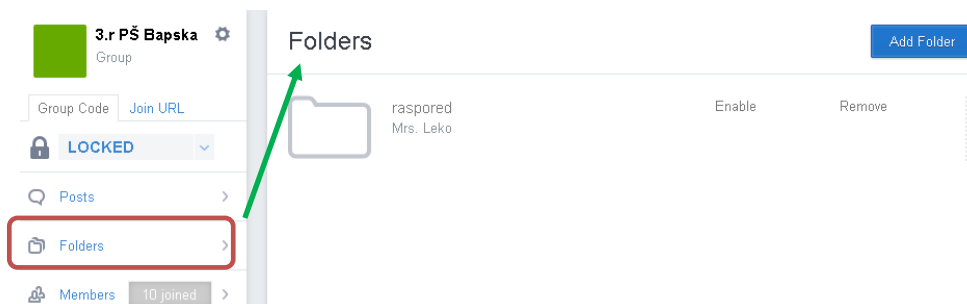 3.r PŠ Bapska
Group
Group Code
Join URL
LOCKED
Posts
Folders
Members
10 joined
Folders
Add Folder
raspored
Mrs. Leko
Enable
Remove